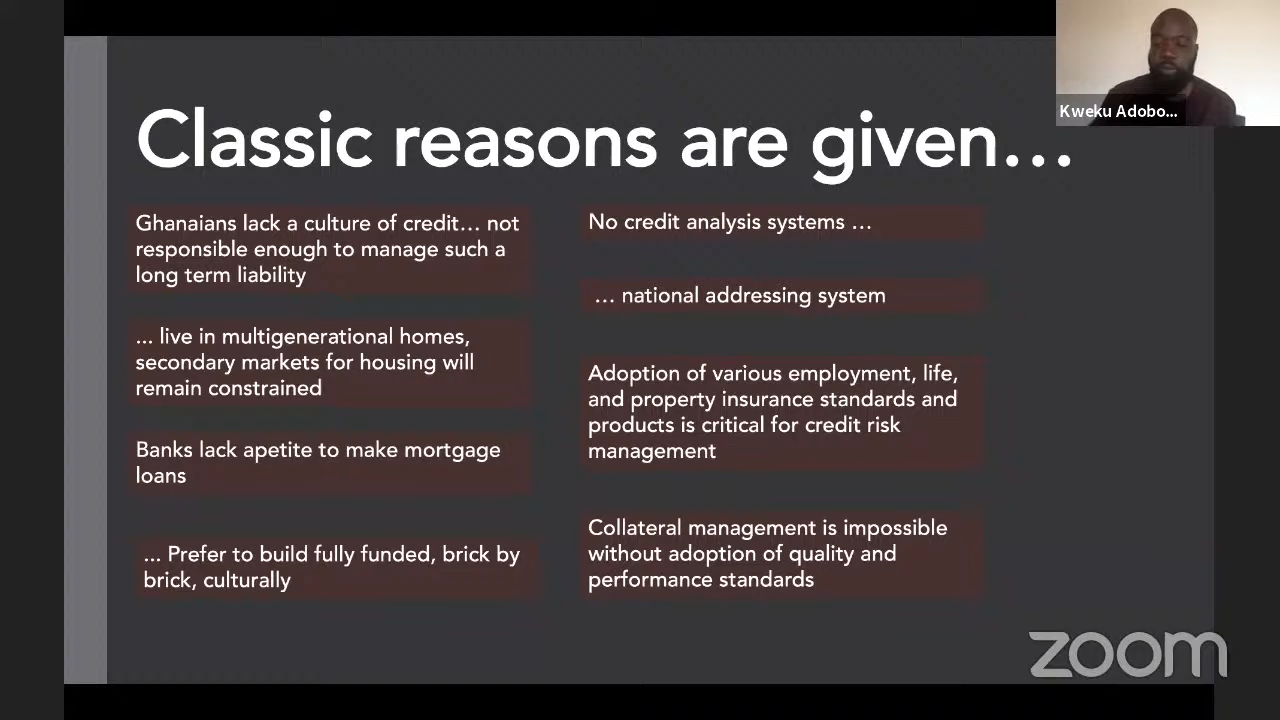 Classic reasons are given...
Kweku Adobo...
Ghanaians lack a culture of credit... not
responsible enough to manage such a
long term liability
... live in multigenerational homes,
secondary markets for housing will
remain constrained
Banks lack apetite to make mortgage
loans
... Prefer to build fully funded, brick by
brick, culturally
No credit analysis systems ...
... national addressing system
Adoption of various employment, life,
and property insurance standards and
products is critical for credit risk
management
Collateral management is impossible
without adoption of quality and
performance standards
zoom